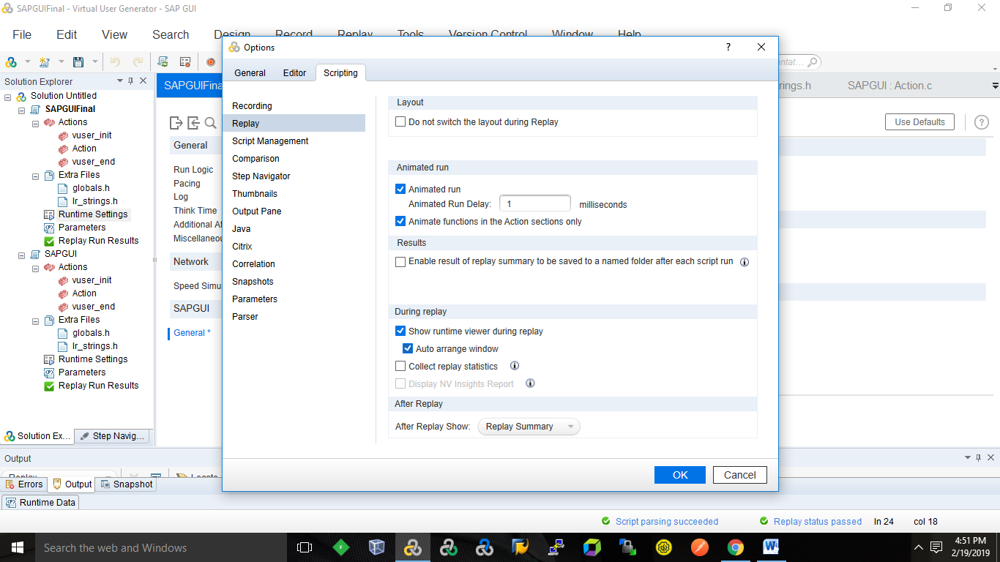 SAPGUIFinal - Virtual User Generator - SAP GUI
File Edit View Search Design Record Replay Tools Version Control Window Help
Solution Explorer
Solution Untitled
SAPGUIFinal
Actions
vuser_init
Action
vuser_end
Extra Files
globals.h
lr_strings.h
Runtime Settings
Parameters
Replay Run Results
SAPGUI
Actions
vuser_init
Action
vuser_end
Extra Files
globals.h
lr_strings.h
Runtime Settings
Parameters
Replay Run Results
Solution Ex... Step Navig...
SAPGUIFina
rings.h SAPGUI : Action.c
Use Defaults
General
Run Logic
Pacing
Log
Think Time
Additional At
Miscellaneou
Network
Speed Simu
SAPGUI
General *
Options
General Editor Scripting
Recording
Replay
Script Management
Comparison
Step Navigator
Thumbnails
Output Pane
Java
Citrix
Correlation
Snapshots
Parameters
Parser
Layout
Do not switch the layout during Replay
Animated run
Animated run
Animated Run Delay: 1 milliseconds
Animate functions in the Action sections only
Results
Enable result of replay summary to be saved to a named folder after each script run
During replay
Show runtime viewer during replay
Auto arrange window
Collect replay statistics
Display NV Insights Report
After Replay
After Replay Show: Replay Summary
OK Cancel
Output
Replay Locate
Errors Output Snapshot
Runtime Data
Script parsing succeeded Replay status passed ln 24 col 18
Search the web and Windows
4:51 PM
2/19/2019